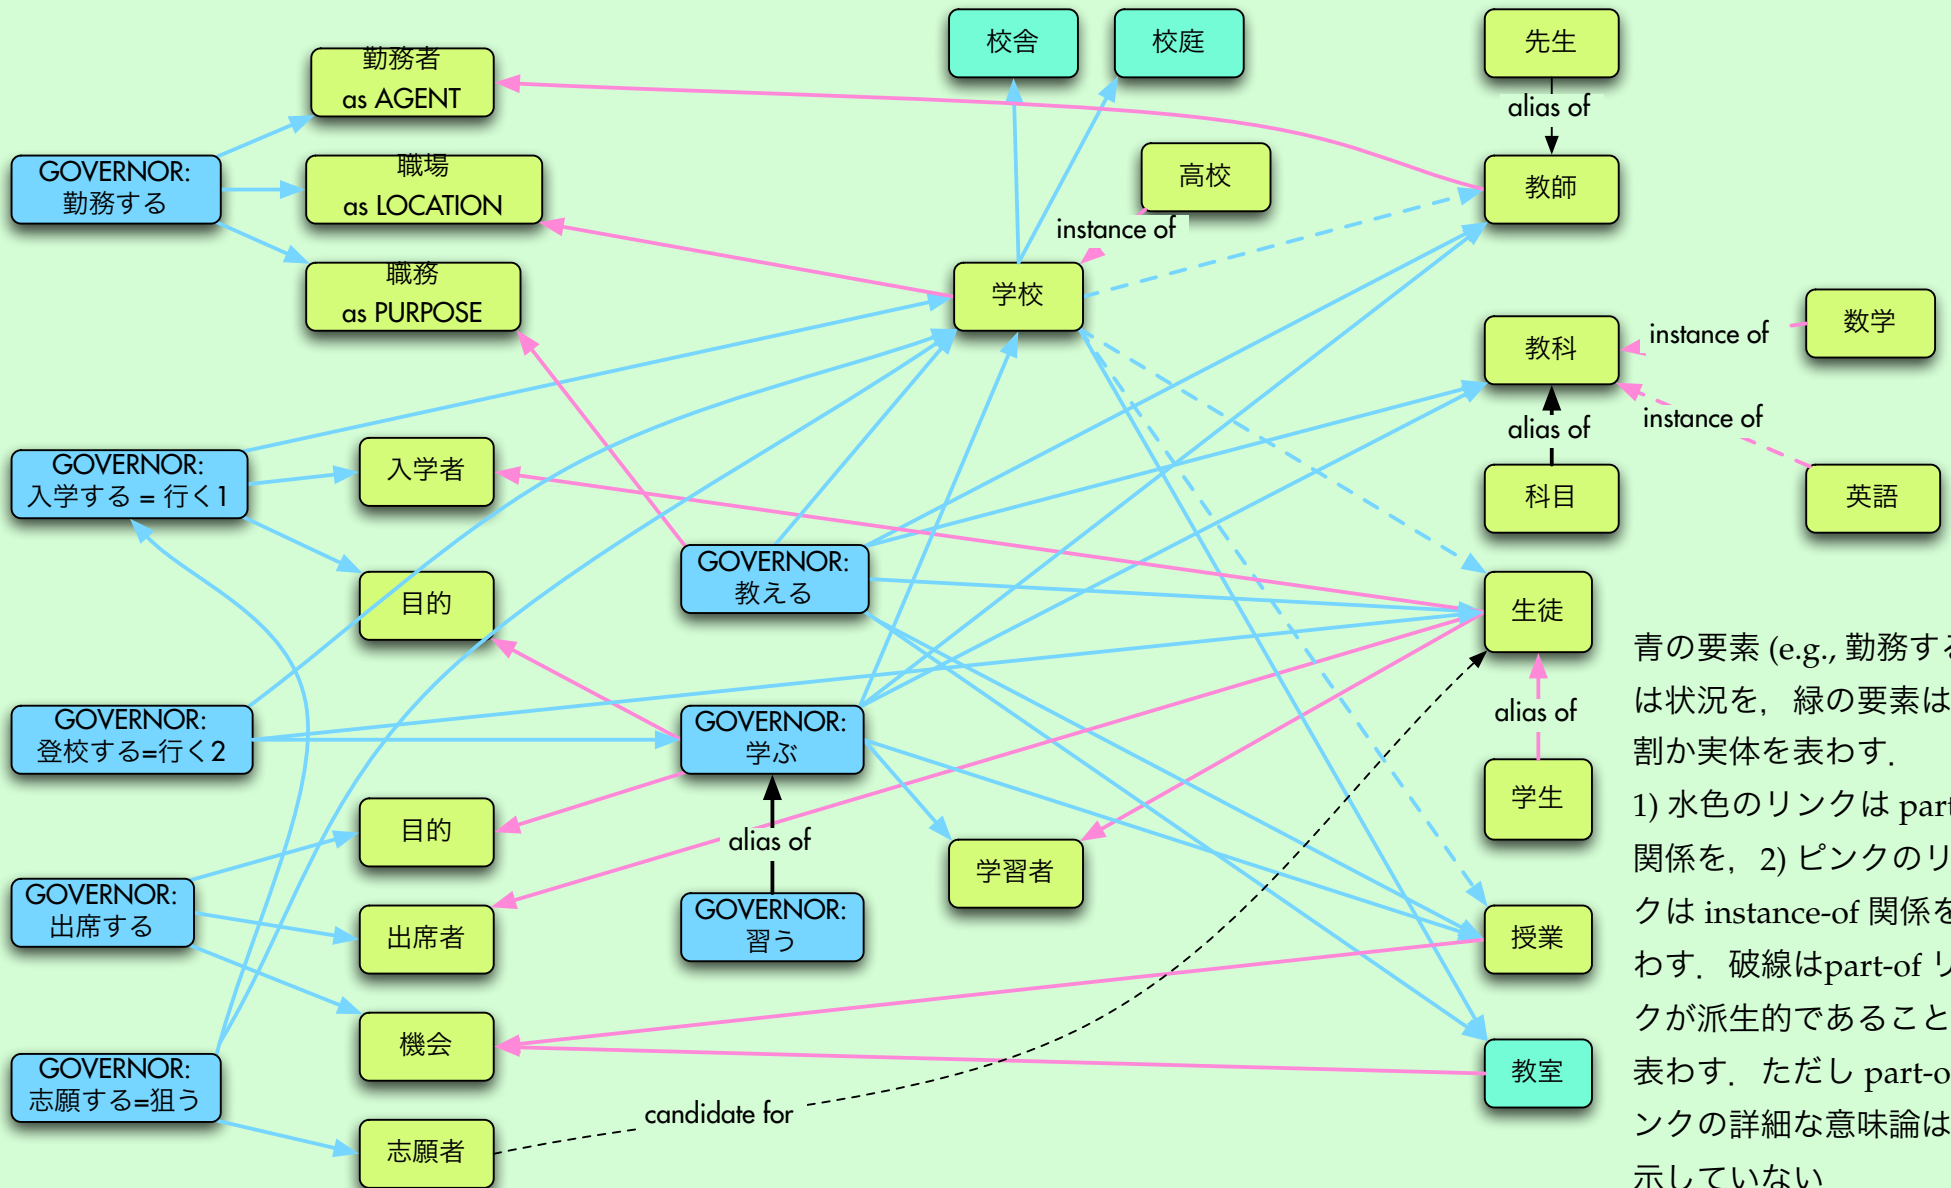 校舎
校庭
先生
勤務者
as AGENT
alias of
GOVERNOR:
勤務する
職場
as LOCATION
高校
教師
instance of
職務
as PURPOSE
学校
教科
instance of
数学
alias of
instance of
GOVERNOR:
入学する = 行く1
入学者
科目
英語
目的
GOVERNOR:
教える
生徒
GOVERNOR:
登校する=行く2
GOVERNOR:
学ぶ
alias of
学生
目的
alias of
学習者
GOVERNOR:
出席する
出席者
GOVERNOR:
習う
授業
機会
GOVERNOR:
志願する=狙う
教室
candidate for
志願者
青の要素 (e.g., 勤務する
は状況を，緑の要素は
割か実体を表わす．
1) 水色のリンクは part
関係を，2) ピンクのリ
クは instance-of 関係を
わす．破線はpart-of リ
クが派生的であること
表わす．ただし part-o
ンクの詳細な意味論は
示していない